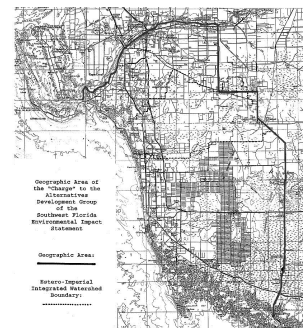 Geographic Area of
the "Charge" to the
Alternatives
Development Group
of the
Southwest Florida
Environmental Impact
Statement
Geographic Area:
Estero-Imperial
Integrated Watershed
Boundary: